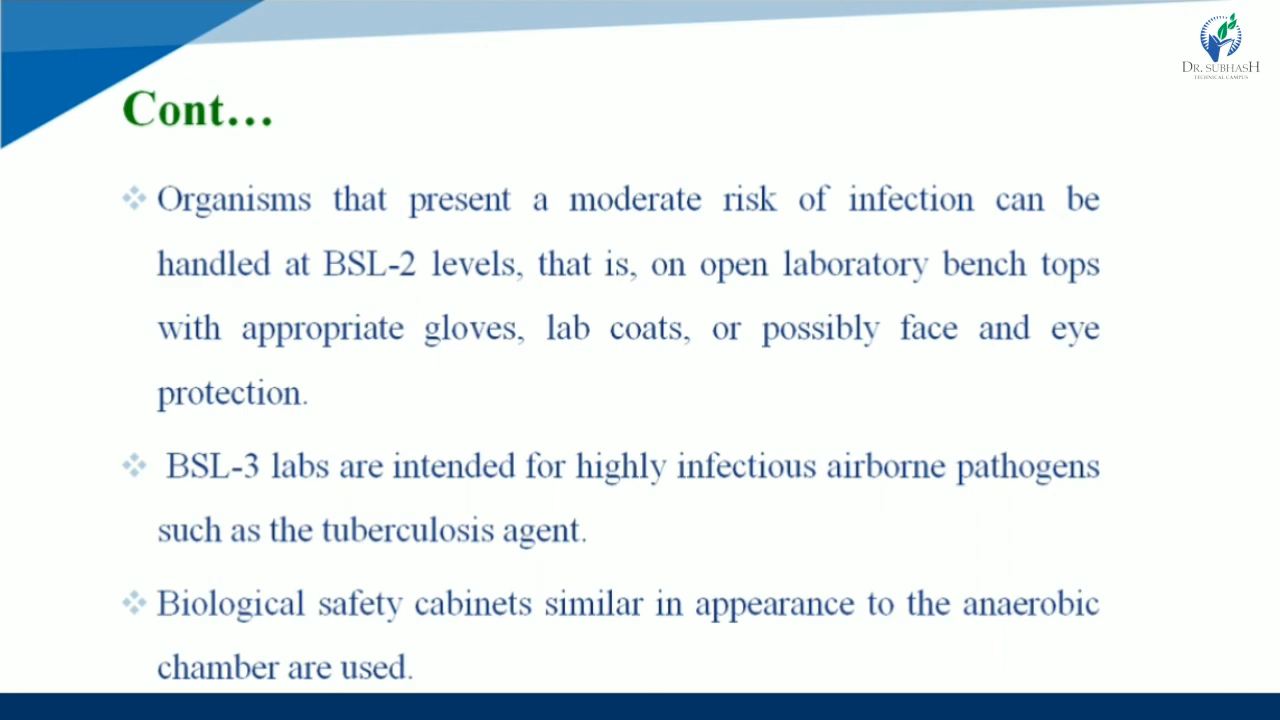 DR. SUBHASH
TECHNICAL CAMPUS
Cont...
Organisms that present a moderate risk of infection can be
handled at BSL-2 levels, that is, on open laboratory bench tops
with appropriate gloves, lab coats, or possibly face and eye
protection.
BSL-3 labs are intended for highly infectious airborne pathogens
such as the tuberculosis agent.
Biological safety cabinets similar in appearance to the anaerobic
chamber are used.